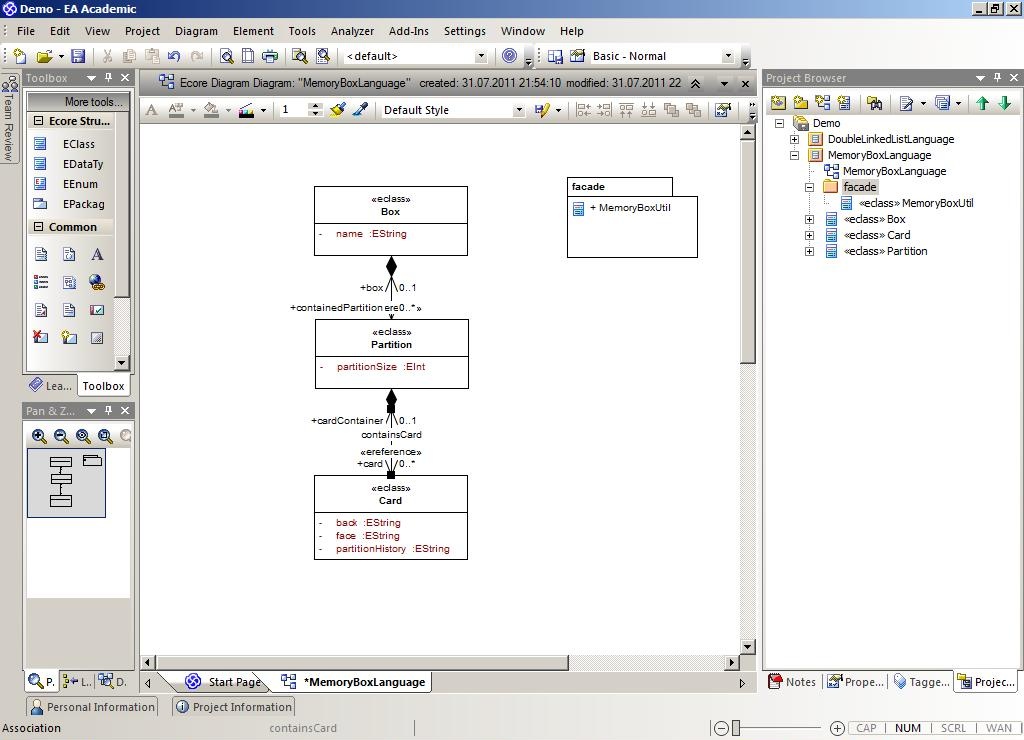 Demo - EA Academic
File Edit View Project Diagram Element Tools Analyzer Add-Ins Settings Window Help
<default> Basic - Normal
Team Review
Toolbox
More tools...
Ecore Stru...
EClass
EDataTy
EEnum
EPackag
Common
Lea... Toolbox
Pan & Z...
P. L.. D.
Ecore Diagram Diagram: "MemoryBoxLanguage" created: 31.07.2011 21:54:10 modified: 31.07.2011 22
1 Default Style
«eclass»
Box
- name :EString
+box 0..1
0..*
«eclass»
Partition
- partitionSize :EInt
+cardContainer 0..1
containsCard
«ereference»
+card 0..*
«eclass»
Card
- back :EString
- face :EString
- partitionHistory :EString
facade
+ MemoryBoxUtil
Start Page *MemoryBoxLanguage
Project Browser
Demo
DoubleLinkedListLanguage
MemoryBoxLanguage
MemoryBoxLanguage
facade
«eclass» MemoryBoxUtil
«eclass» Box
«eclass» Card
«eclass» Partition
Notes Prope... Tagge... Projec...
Personal Information Project Information
Association containsCard CAP NUM SCRL WAN